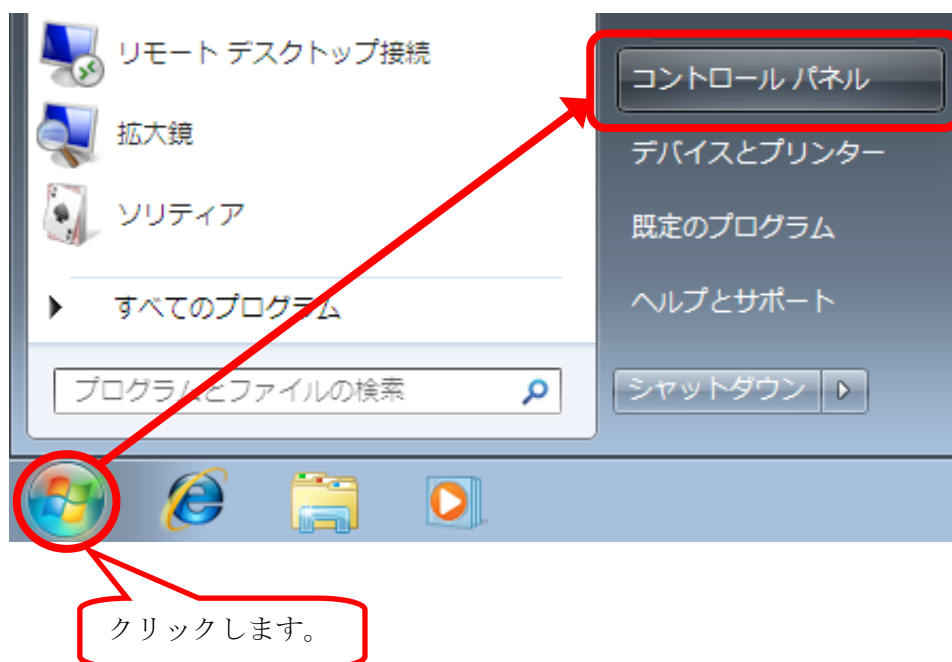 リモート デスクトップ接続
拡大鏡
ソリティア
すべてのプログラム
プログラムとファイルの検索
コントロール パネル
デバイスとプリンター
既定のプログラム
ヘルプとサポート
シャットダウン
クリックします。